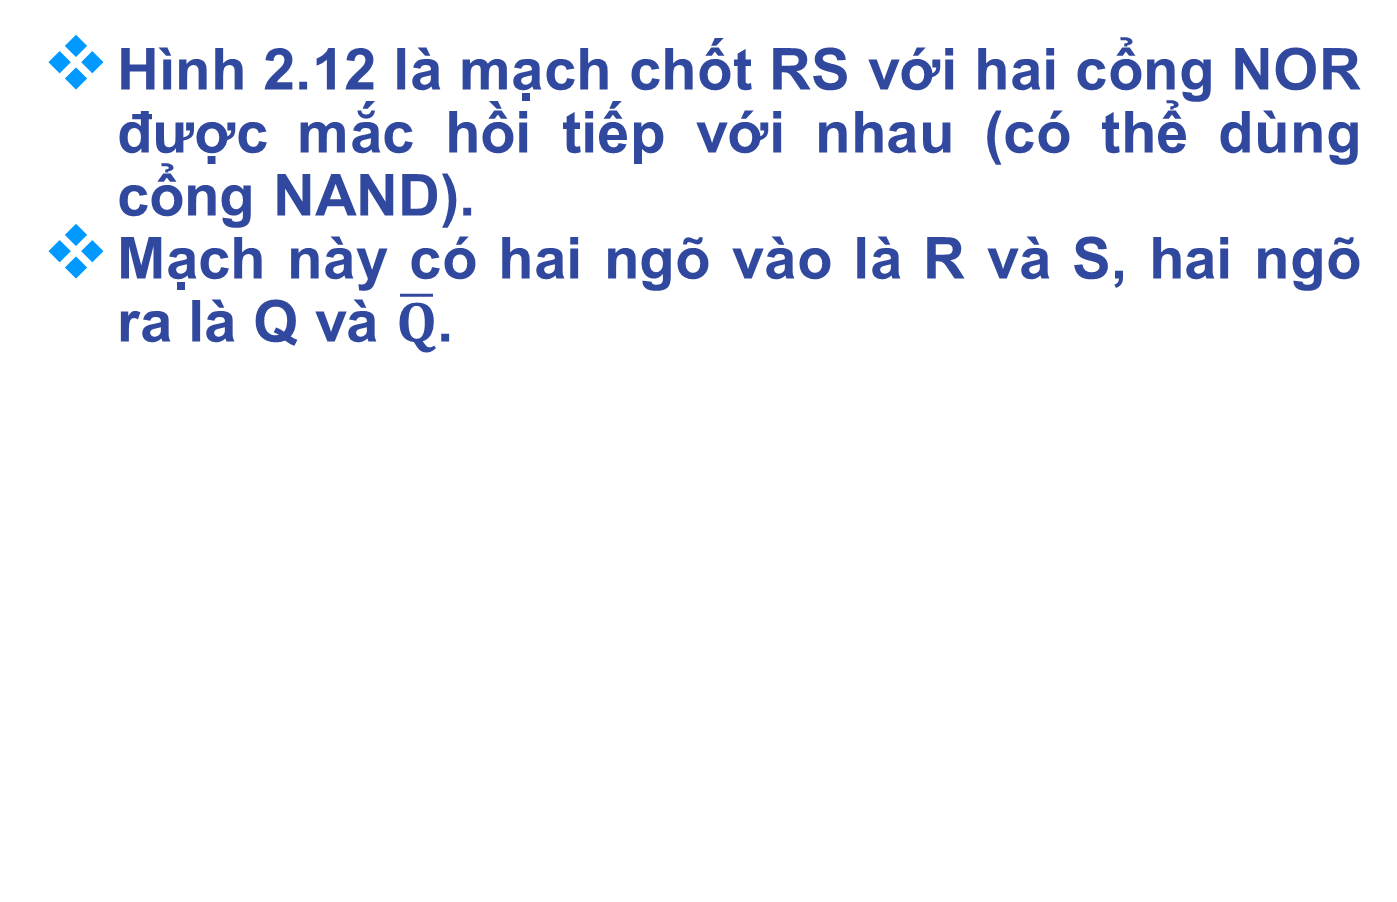 Hình 2.12 là mạch chốt RS với hai cổng NOR
được mắc hồi tiếp với nhau (có thể dùng
cổng NAND).
Mạch này có hai ngõ vào là R và S, hai ngõ
ra là Q và Q̅.